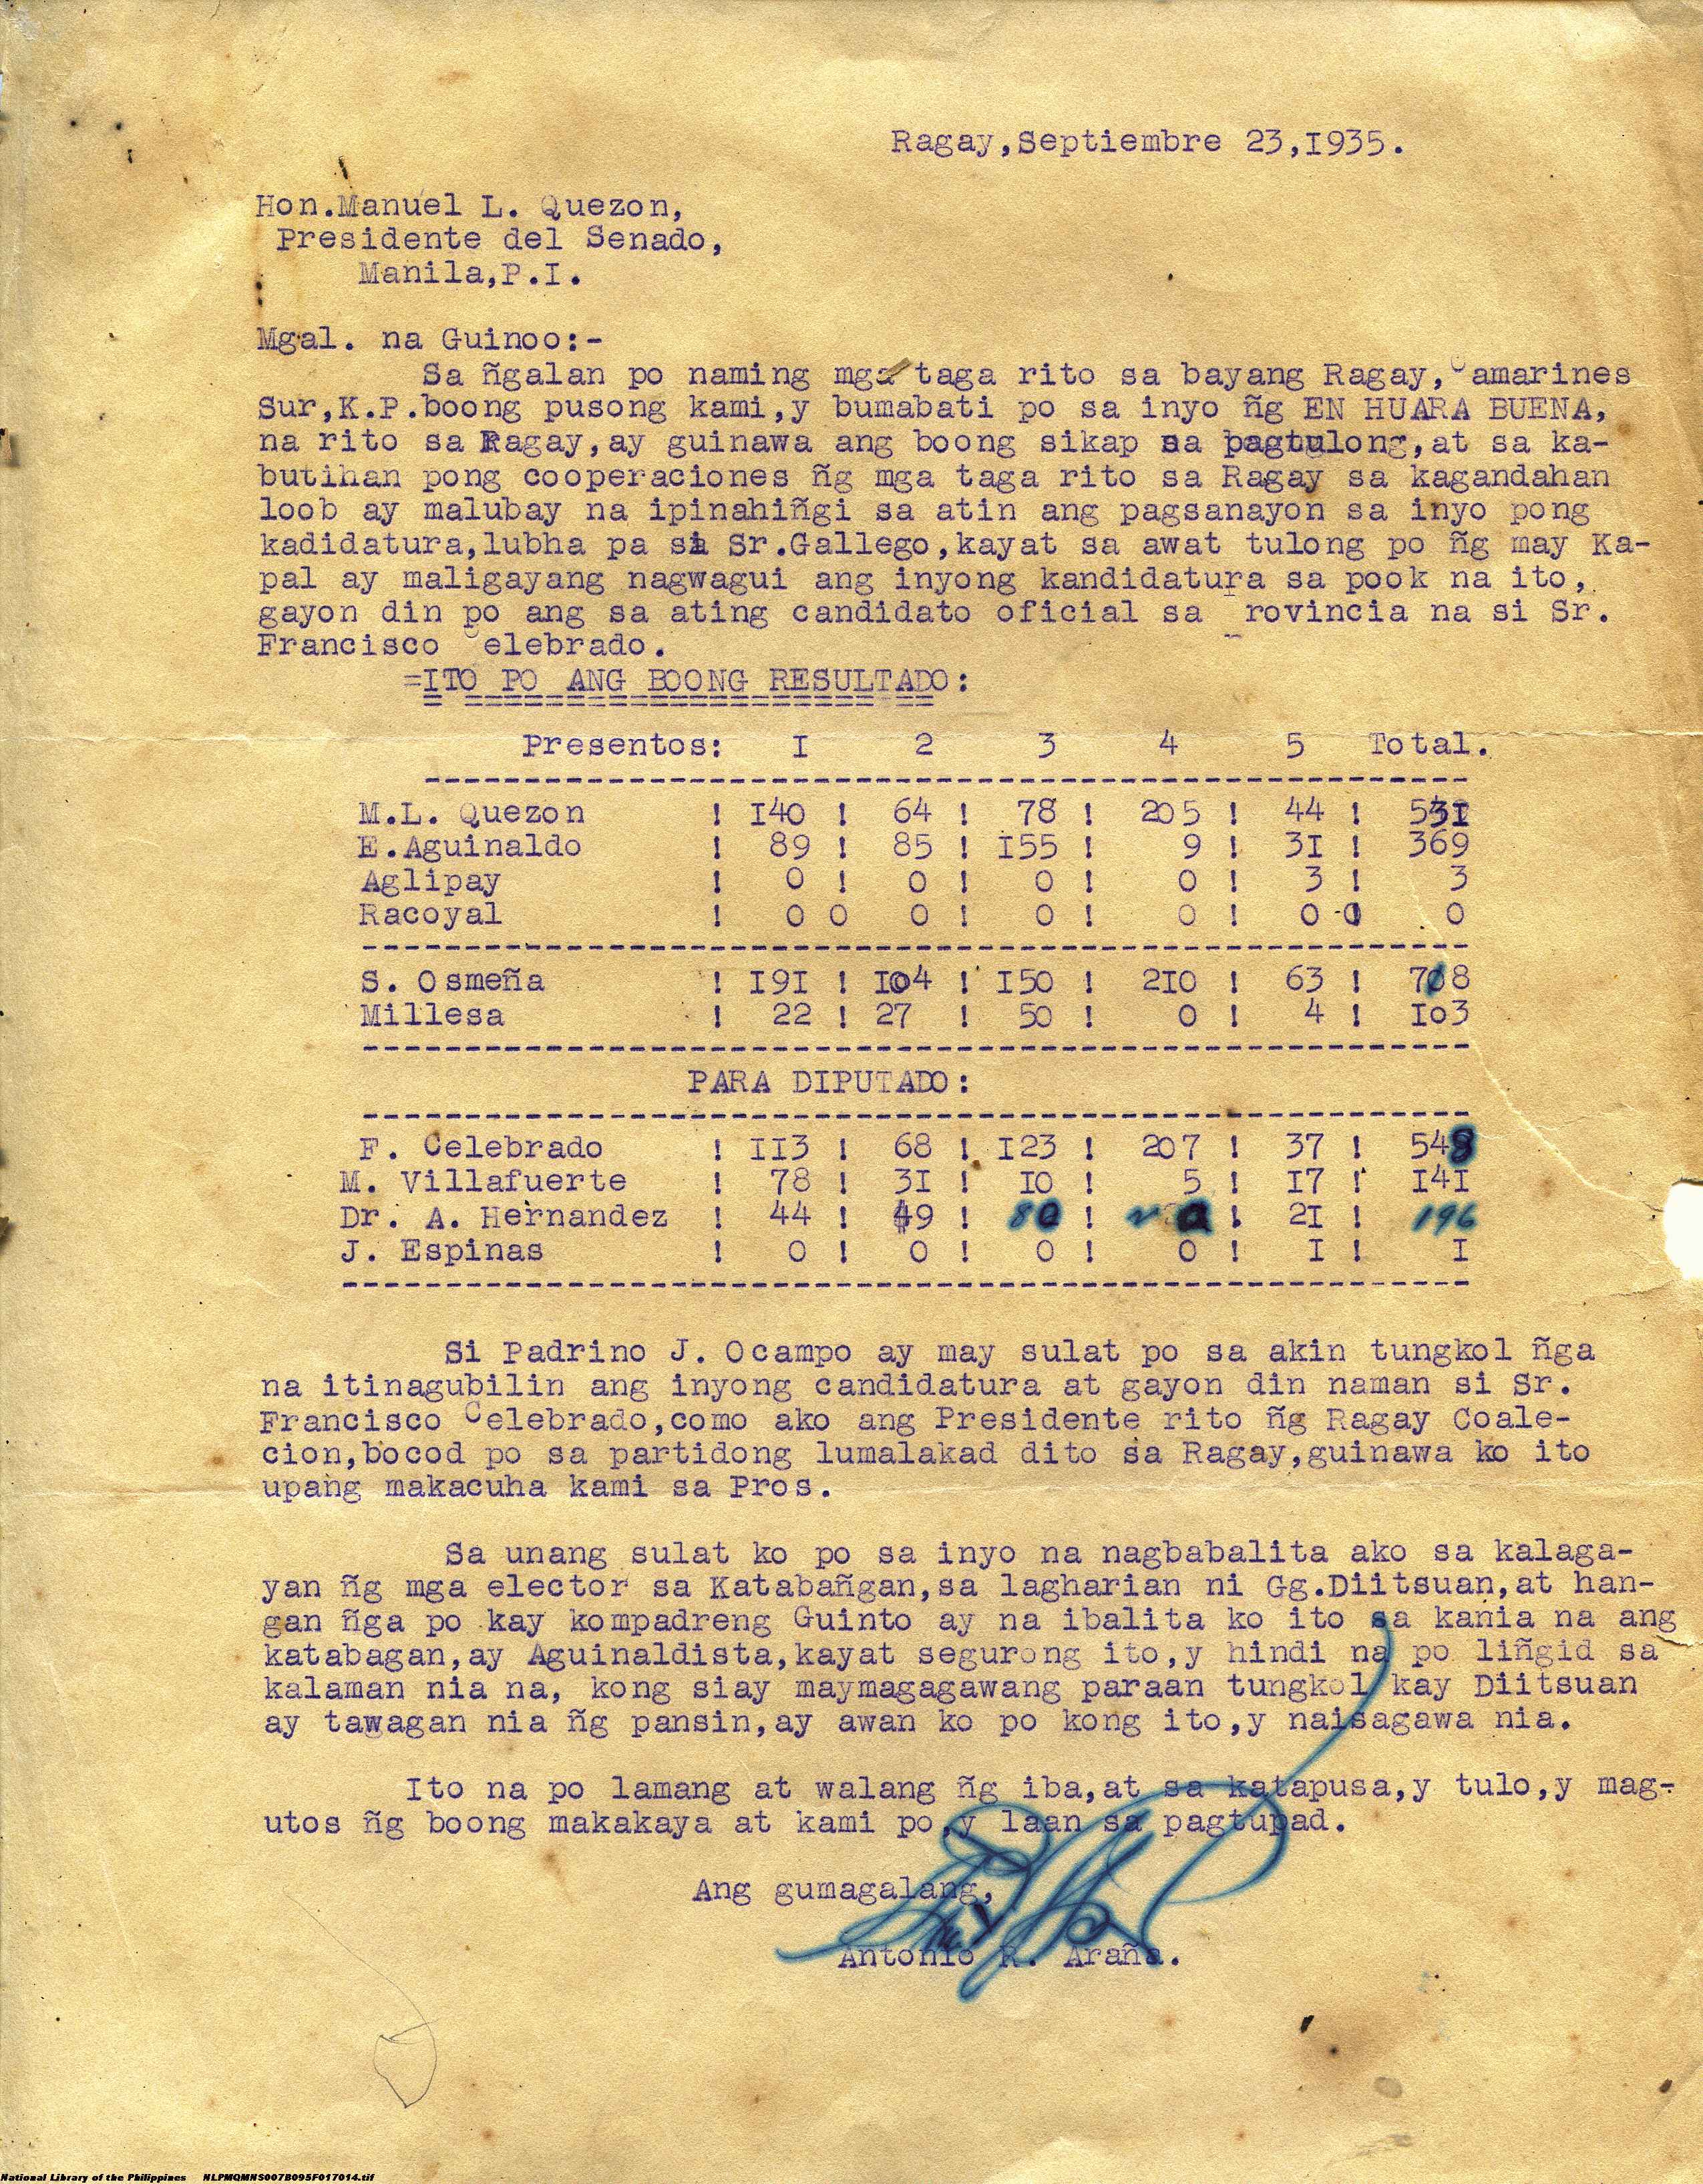 Ragay,Septiembre 23,I935.
Hon.Manuel L. Quezon,
Presidente del Senado,
Manila,P.I.
Mgal. na Guinoo:-
Sa ñgalan po naming mga taga rito sa bayang Ragay, Camarines
Sur,K.P.boong pusong kami,y bumabati po sa inyo ñg EN HUARA BUENA,
na rito sa Ragay,ay guinawa ang boong sikap sa pagtulong,at sa ka-
butihan pong cooperaciones ñg mga taga rito sa Ragay sa kagandahan
loob ay malubay na ipinahiñgi sa atin ang pagsanayon sa inyo pong
kadidatura,lubha pa si Sr.Gallego,kayat sa awat tulong po ñg may Ka-
pal ay maligayang nagwagui ang inyong kandidatura sa pook na ito,
gayon din po ang sa ating candidato oficial sa Provincia na si Sr.
Francisco Celebrado.
=ITO PO ANG BOONG RESULTADO:
Presentos: I 2 3 4 5 Total.
M.L. Quezon ! I40 ! 64 ! 78 ! 205 ! 44 ! 53I
E.Aguinaldo ! 89 ! 85 ! I55 ! 9 ! 3I ! 369
Aglipay ! 0 ! 0 ! 0 ! 0 ! 3 ! 3
Racoyal ! 0 0 0 ! 0 ! 0 ! 0 -0 0
S. Osmeña ! I9I ! I04 ! I50 ! 2I0 ! 63 ! 708
Millesa ! 22 ! 27 ! 50 ! 0 ! 4 ! I03
PARA DIPUTADO:
F. Celebrado ! II3 ! 68 ! I23 ! 207 ! 37 ! 548
M. Villafuerte ! 78 ! 3I ! I0 ! 5 ! I7 ! I4I
Dr. A. Hernandez ! 44 ! 49 ! 80 ! ! 2I ! 196
J. Espinas ! 0 ! 0 ! 0 ! 0 ! I ! I
Si Padrino J. Ocampo ay may sulat po sa akin tungkol ñga
na itinagubilin ang inyong candidatura at gayon din naman si Sr.
Francisco Celebrado,como ako ang Presidente rito ñg Ragay Coale-
cion,bocod po sa partidong lumalakad dito sa Ragay,guinawa ko ito
upang makacuha kami sa Pros.
Sa unang sulat ko po sa inyo na nagbabalita ako sa kalaga-
yan ñg mga elector sa Katabañgan,sa lagharian ni Gg.Diitsuan,at han-
gan ñga po kay kompadreng Guinto ay na ibalita ko ito sa kania na ang
katabagan,ay Aguinaldista,kayat segurong ito,y hindi na po liñgid sa
kalaman nia na, kong siay maymagagawang paraan tungkol kay Diitsuan
ay tawagan nia ñg pansin,ay awan ko po kong ito,y naisagawa nia.
Ito na po lamang at walang ñg iba,at sa katapusa,y tulo,y mag-
utos ñg boong makakaya at kami po,y laan sa pagtupad.
Ang gumagalang,
Antonio R. Araña.
National Library of the Philippines NLPMQMNS007B095F017014.tif